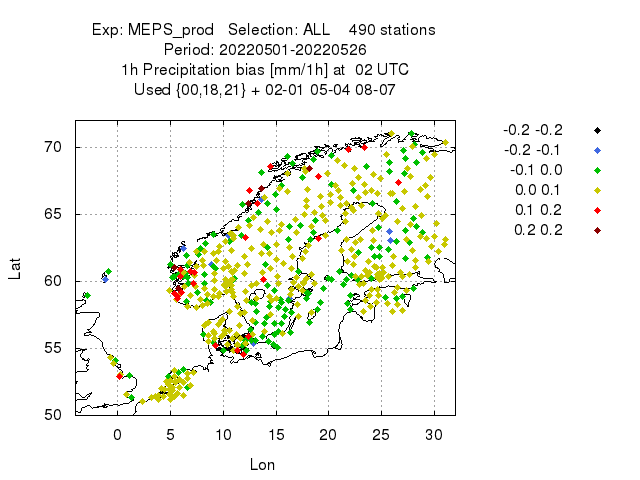 Exp: MEPS_prod   Selection: ALL    490 stations
Period: 20220501-20220526
1h Precipitation bias [mm/1h] at  02 UTC
Used {00,18,21} + 02-01 05-04 08-07
-0.2 -0.2
-0.2 -0.1
-0.1 0.0
0.0 0.1
0.1 0.2
0.2 0.2
70
65
60
55
50
Lat
0 5 10 15 20 25 30
Lon